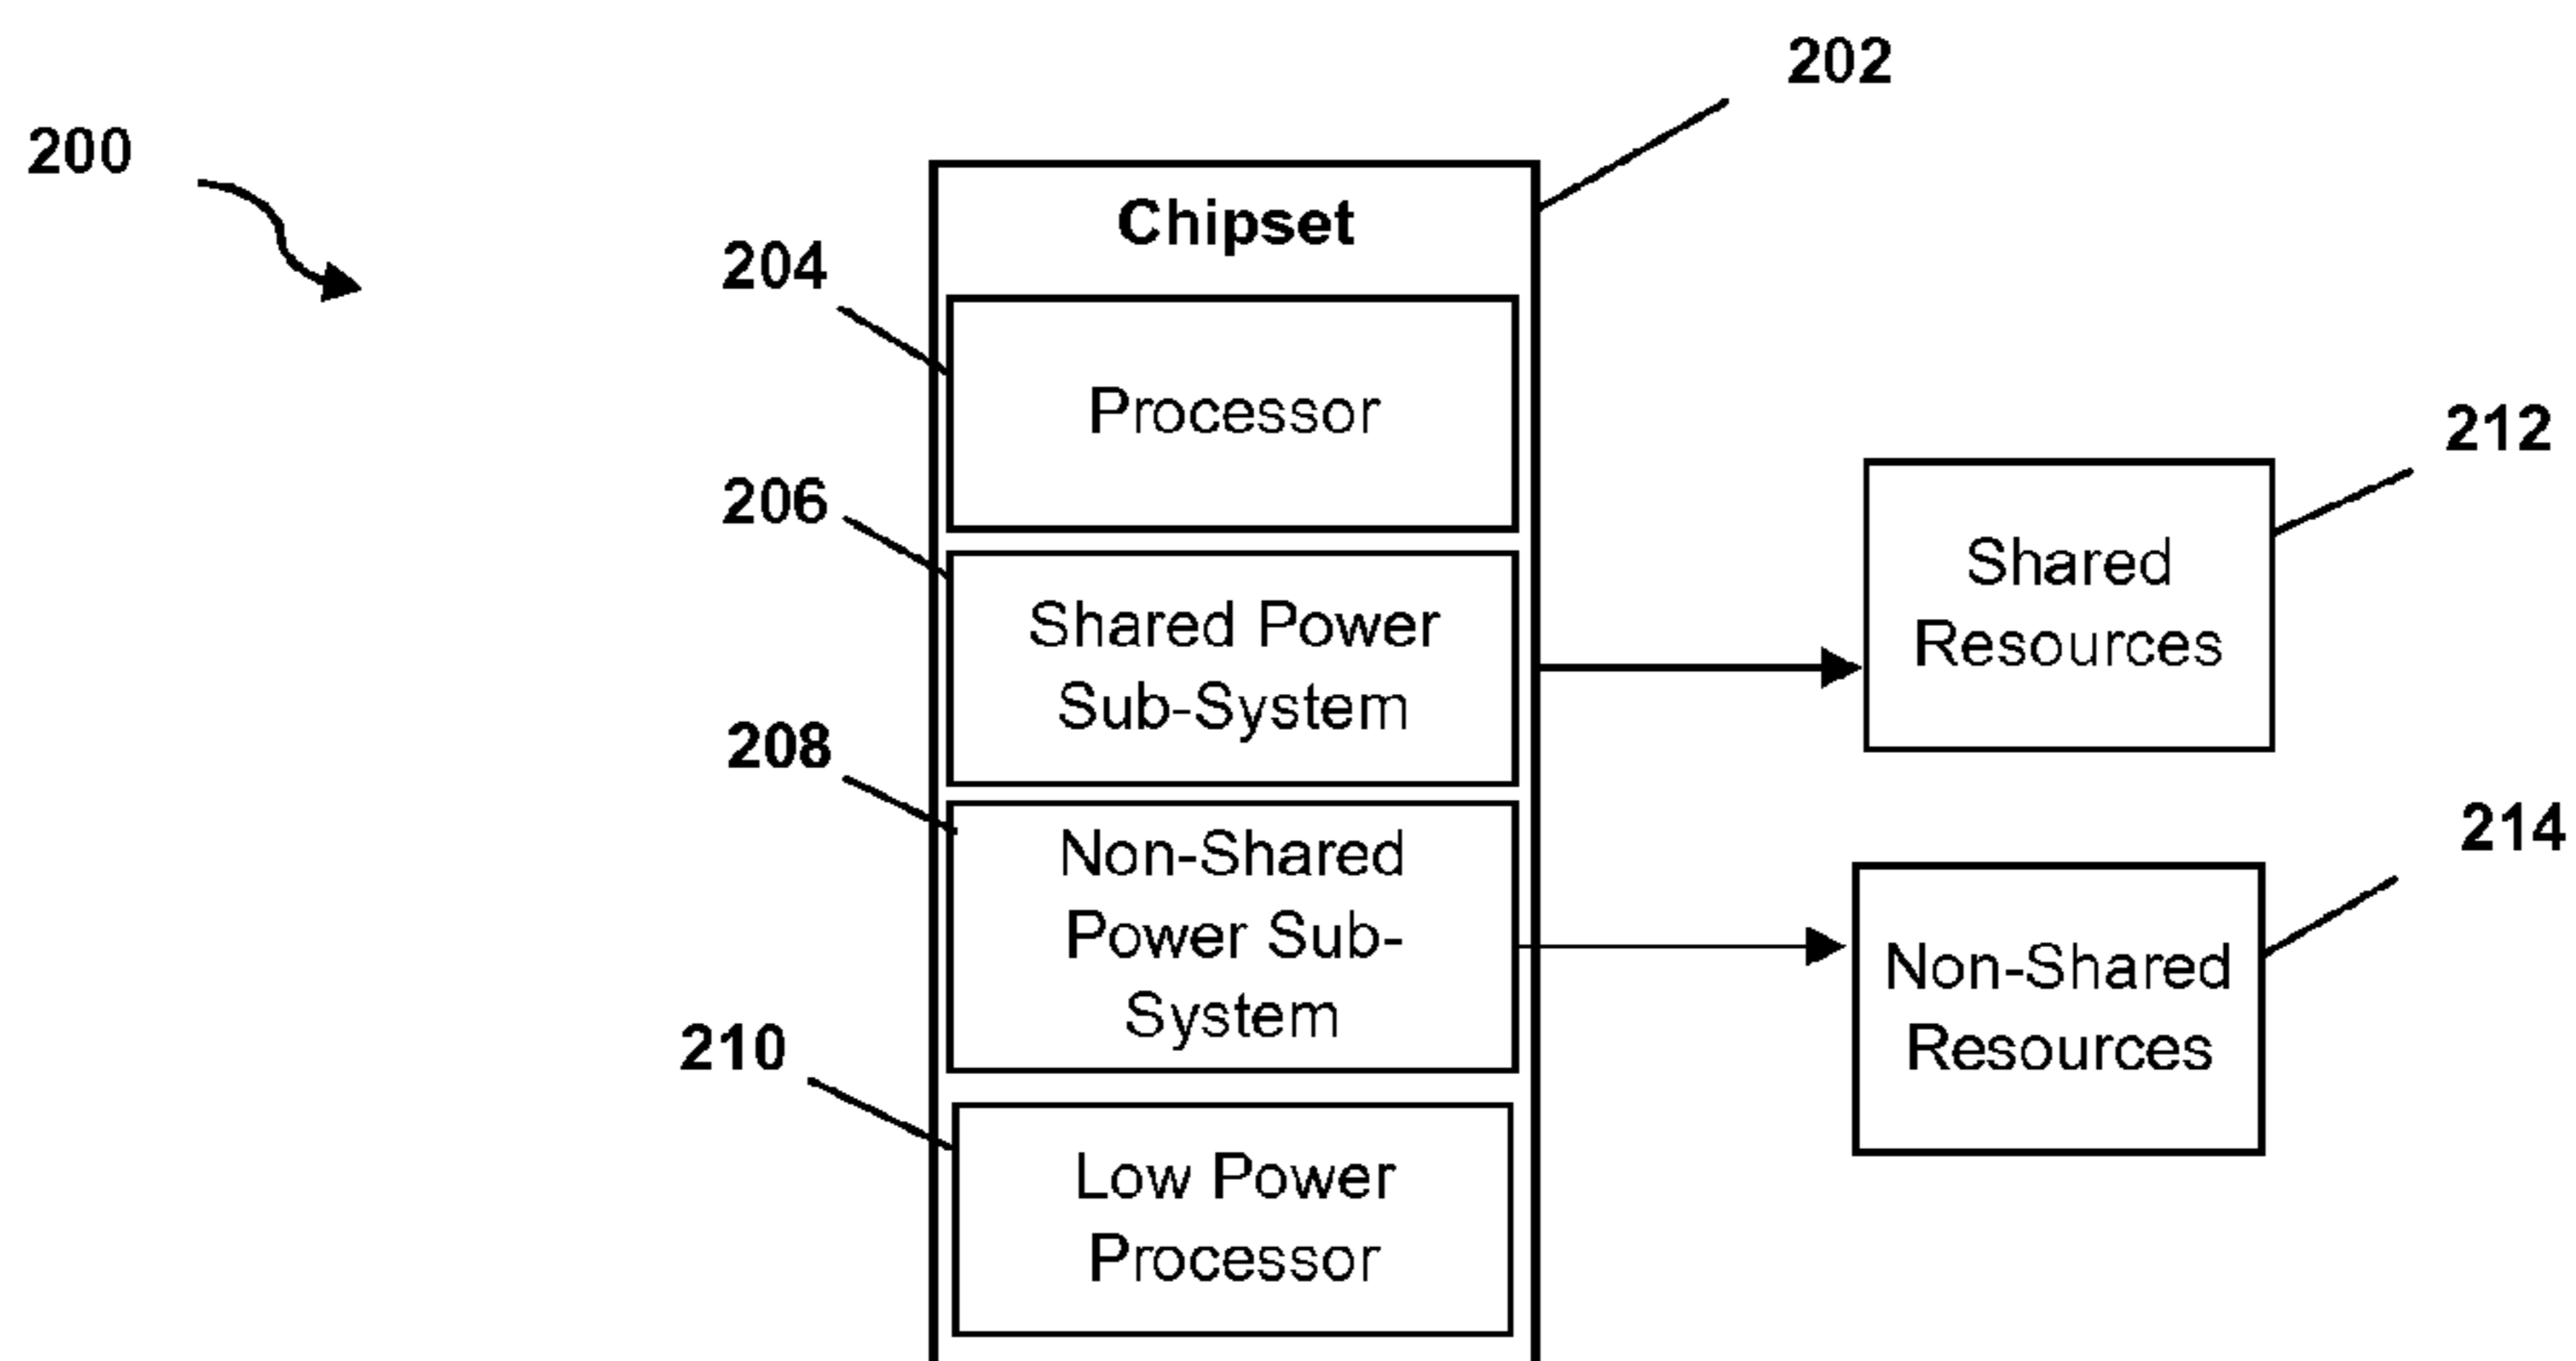 202
200
Chipset
204
Processor
212
206
Shared
Resources
Shared Power
Sub-System
208
214
Non-Shared
Power Sub-
System
Non-Shared
Resources
210
Low Power
Processor